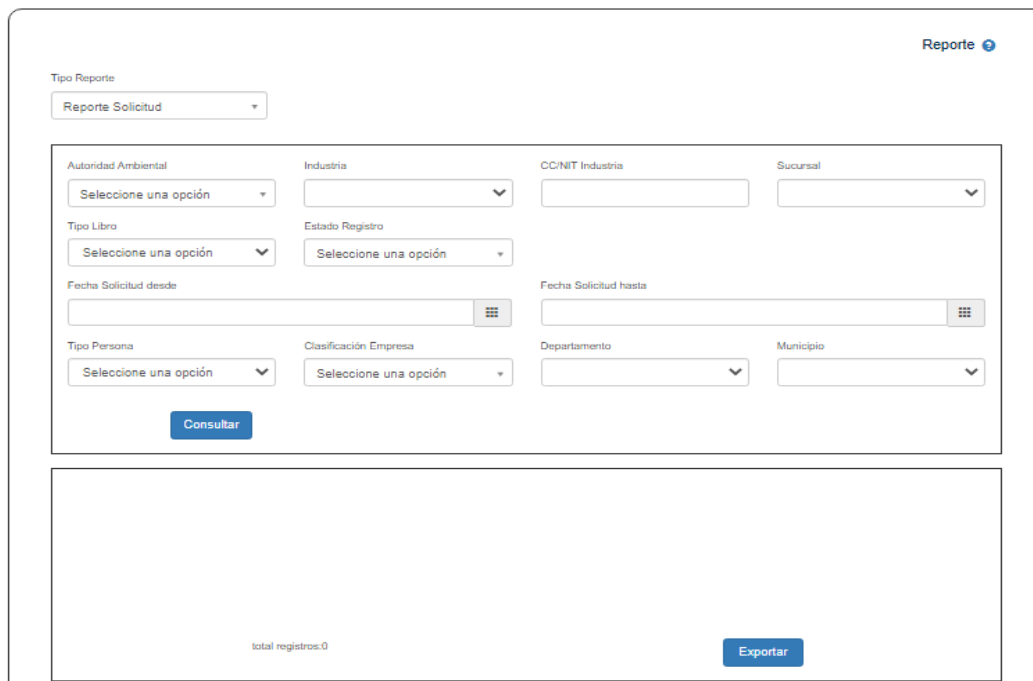 Reporte
Tipo Reporte
Reporte Solicitud
Autoridad Ambiental Industria CC/NIT Industria Sucursal
Seleccione una opción
Tipo Libro Estado Registro
Seleccione una opción Seleccione una opción
Fecha Solicitud desde Fecha Solicitud hasta
Tipo Persona Clasificación Empresa Departamento Municipio
Seleccione una opción Seleccione una opción
Consultar
total registros:0 Exportar